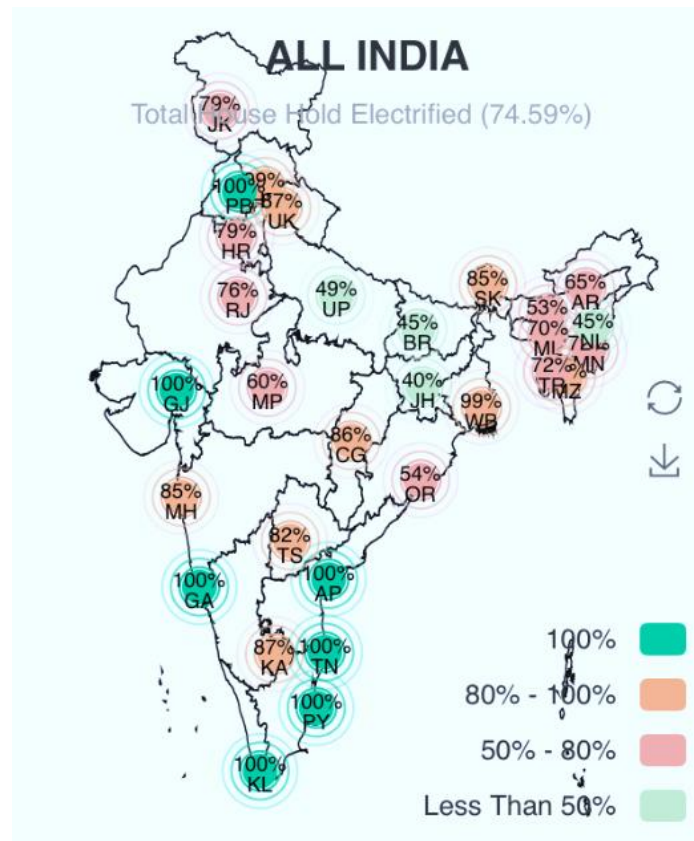 ALL INDIA
Total House Hold Electrified (74.59%)
79%
JK
100%
PB
87%
UK
79%
HR
76%
RJ
49%
UP
85%
SK
65%
AR
53%
45%
NL
70%
ML
MN
72%
TR
MZ
45%
BR
100%
GJ
60%
MP
40%
JH
99%
WB
86%
CG
54%
OR
85%
MH
82%
TS
100%
GA
100%
AP
87%
KA
100%
TN
100%
PY
100%
KL
100%
80% - 100%
50% - 80%
Less Than 50%